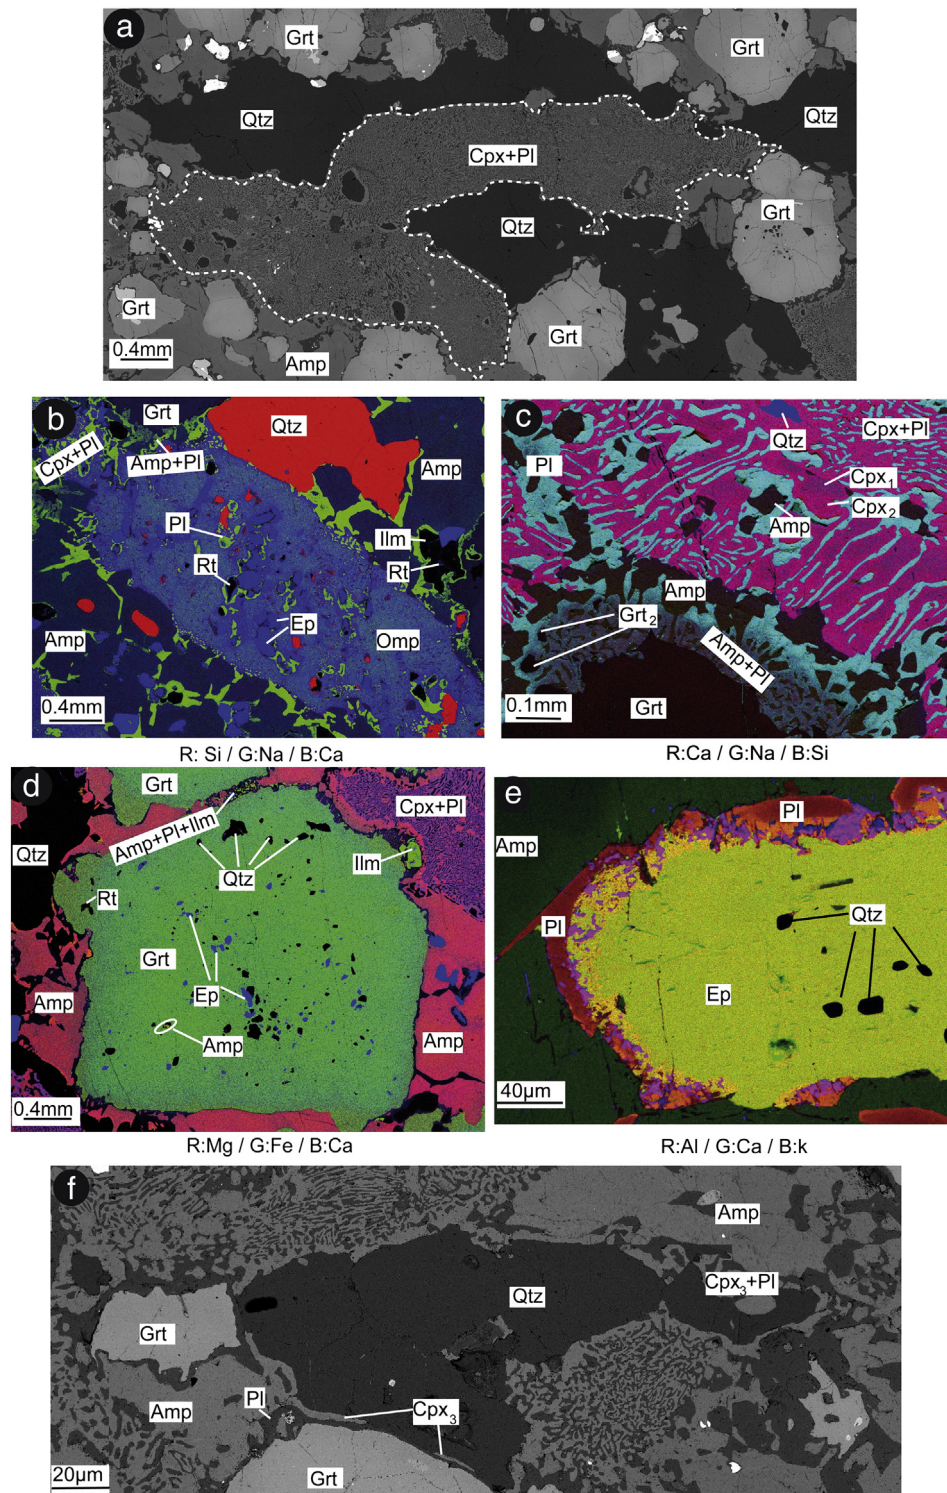 a
Grt
Grt
Qtz
Qtz
Cpx+Pl
Qtz
Grt
Grt
Grt
Amp
0.4mm
b
Grt
Qtz
Cpx+Pl
Amp+Pl
Amp
Pl
Ilm
Rt
Rt
Ep
Amp
Omp
0.4mm
R: Si / G:Na / B:Ca
c
Qtz
Cpx+Pl
Pl
Cpx1
Cpx2
Amp
Amp
Grt2
Amp+Pl
0.1mm
Grt
R:Ca / G:Na / B:Si
d
Grt
Cpx+Pl
Amp+Pl+Ilm
Qtz
Qtz
Ilm
Rt
Grt
Ep
Amp
Amp
Amp
0.4mm
R:Mg / G:Fe / B:Ca
e
Pl
Amp
Pl
Qtz
Ep
40µm
R:Al / G:Ca / B:k
f
Amp
Cpx3+Pl
Qtz
Grt
Pl
Amp
Cpx3
Grt
20µm